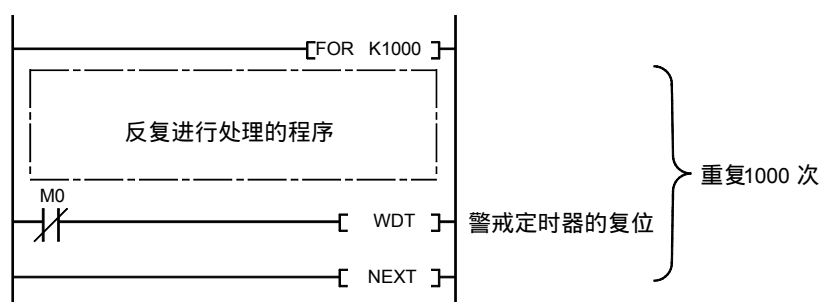 [FOR K1000 ]
反复进行处理的程序
重复1000 次
M0
[ WDT ]
警戒定时器的复位
[ NEXT ]